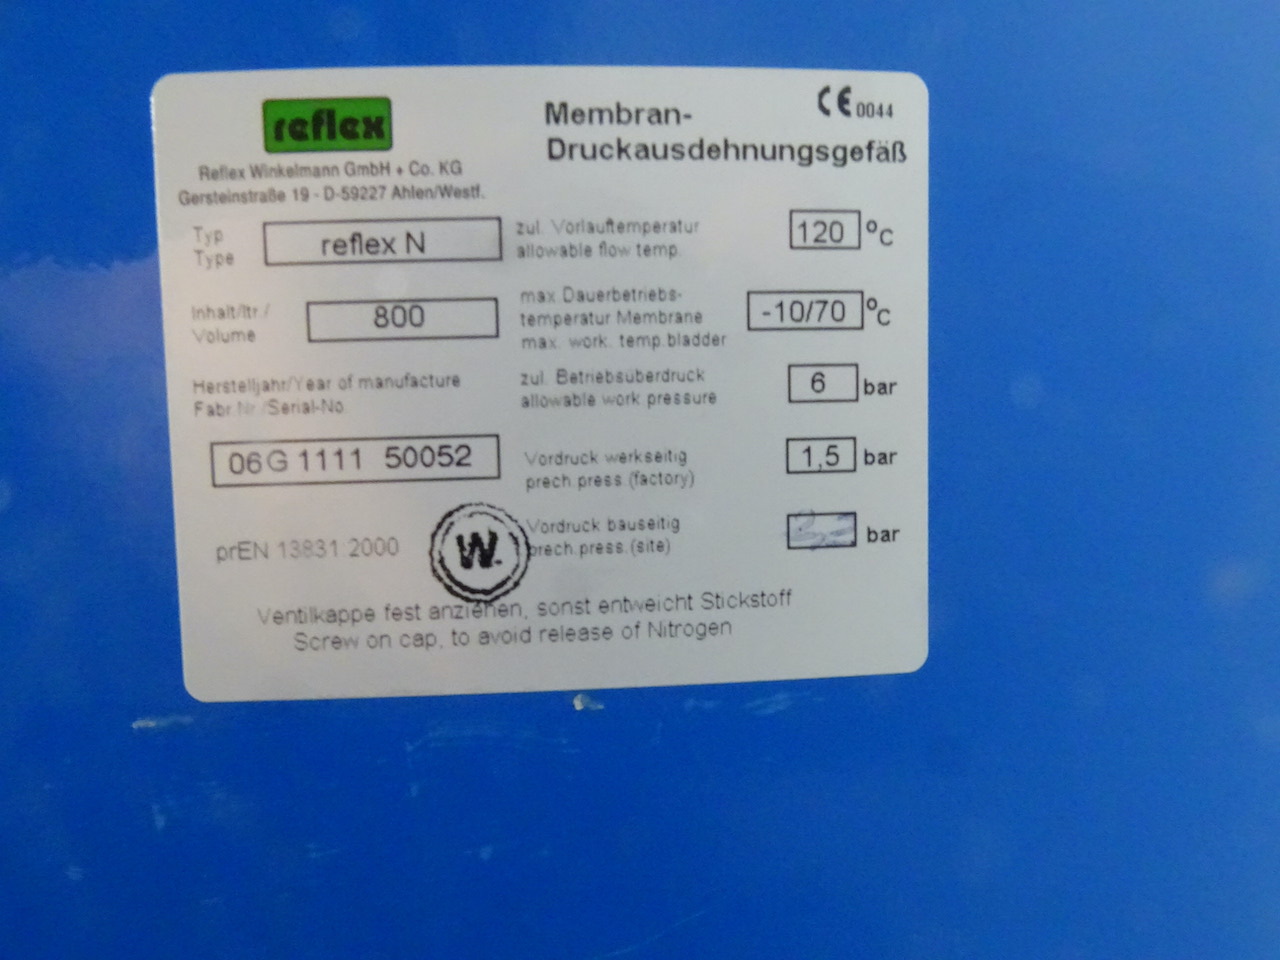 reflex
Reflex Winkelmann GmbH + Co. KG
Gersteinstraße 19 - D-59227 Ahlen/Westf.
Membran-
Druckausdehnungsgefäß
CE 0044
Typ
Type
reflex N
Inhalt/ltr./
Volume
800
Herstelljahr/Year of manufacture
Fabr.Nr./Serial-No.
06G 1111 50052
prEN 13831:2000
W.
zul. Vorlauftemperatur
allowable flow temp.
120 °C
max.Dauerbetriebs-
temperatur Membrane
max. work. temp.bladder
-10/70 °C
zul. Betriebsüberdruck
allowable work pressure
6 bar
Vordruck werkseitig
prech.press.(factory)
1,5 bar
Vordruck bauseitig
prech.press.(site)
bar
Ventilkappe fest anziehen, sonst entweicht Stickstoff
Screw on cap, to avoid release of Nitrogen